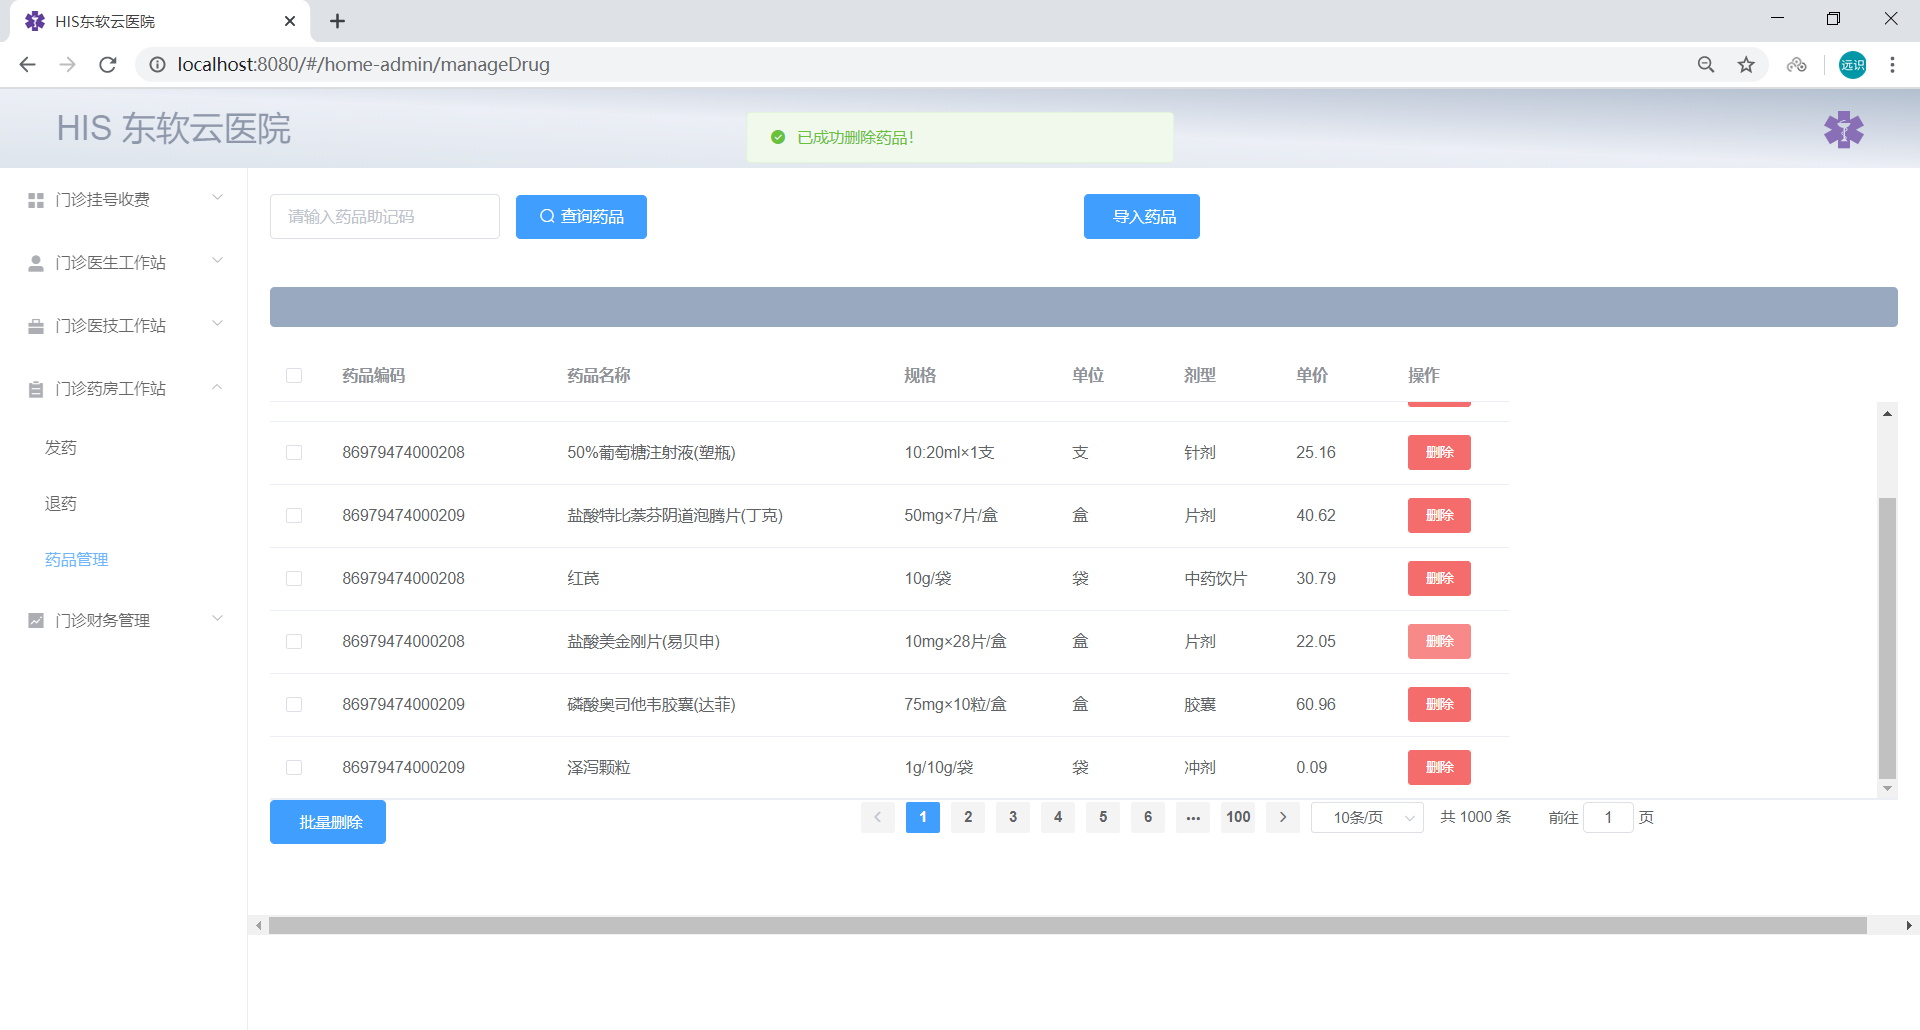 HIS东软云医院
localhost:8080/#/home-admin/manageDrug
远识
HIS 东软云医院
已成功删除药品！
门诊挂号收费
门诊医生工作站
门诊医技工作站
门诊药房工作站
发药
退药
药品管理
门诊财务管理
请输入药品助记码
查询药品
导入药品
药品编码 药品名称 规格 单位 剂型 单价 操作
86979474000208 50%葡萄糖注射液(塑瓶) 10:20ml×1支 支 针剂 25.16 删除
86979474000209 盐酸特比萘芬阴道泡腾片(丁克) 50mg×7片/盒 盒 片剂 40.62 删除
86979474000208 红芪 10g/袋 袋 中药饮片 30.79 删除
86979474000208 盐酸美金刚片(易贝申) 10mg×28片/盒 盒 片剂 22.05 删除
86979474000209 磷酸奥司他韦胶囊(达菲) 75mg×10粒/盒 盒 胶囊 60.96 删除
86979474000209 泽泻颗粒 1g/10g/袋 袋 冲剂 0.09 删除
批量删除
1 2 3 4 5 6 ··· 100 10条/页 共 1000 条 前往 1 页